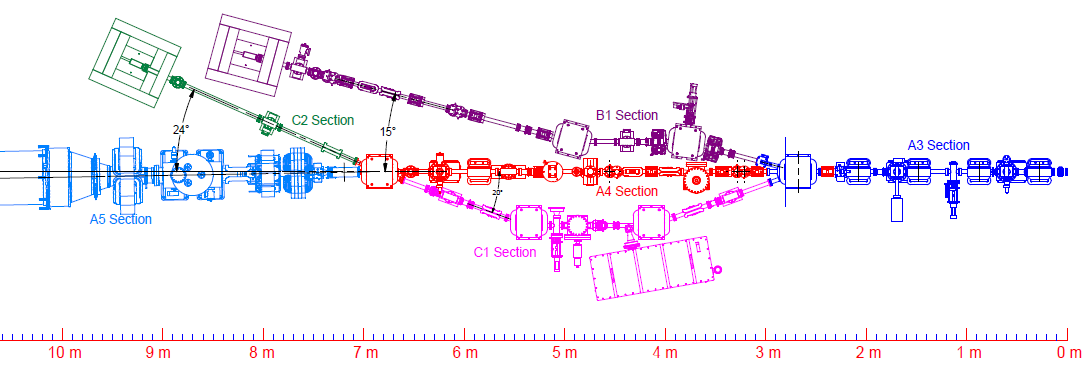 C2 Section
B1 Section
24°
15°
A3 Section
A4 Section
20°
A5 Section
C1 Section
10 m
9 m
8 m
7 m
6 m
5 m
4 m
3 m
2 m
1 m
0 m